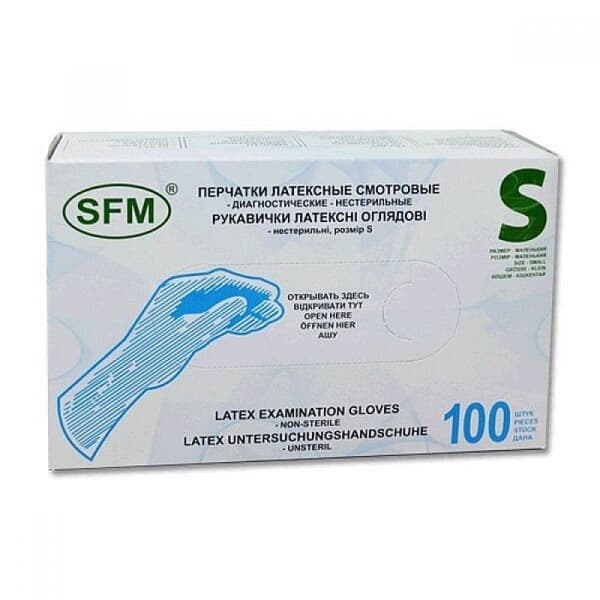 SFM®
ПЕРЧАТКИ ЛАТЕКСНЫЕ СМОТРОВЫЕ
- ДИАГНОСТИЧЕСКИЕ - НЕСТЕРИЛЬНЫЕ
РУКАВИЧКИ ЛАТЕКСНІ ОГЛЯДОВІ
- нестерильні, розмір S
S
РАЗМЕР - МАЛЕНЬКИЙ
РОЗМІР - МАЛЕНЬКИЙ
SIZE - SMALL
GRÖSSE - KLEIN
ОТКРЫВАТЬ ЗДЕСЬ
ВІДКРИВАТИ ТУТ
OPEN HERE
ÖFFNEN HIER
АШУ
LATEX EXAMINATION GLOVES
- NON-STERILE
LATEX UNTERSUCHUNGSHANDSCHUHE
- UNSTERIL
100
ШТУК
PIECES
STÜCK
ДАНА